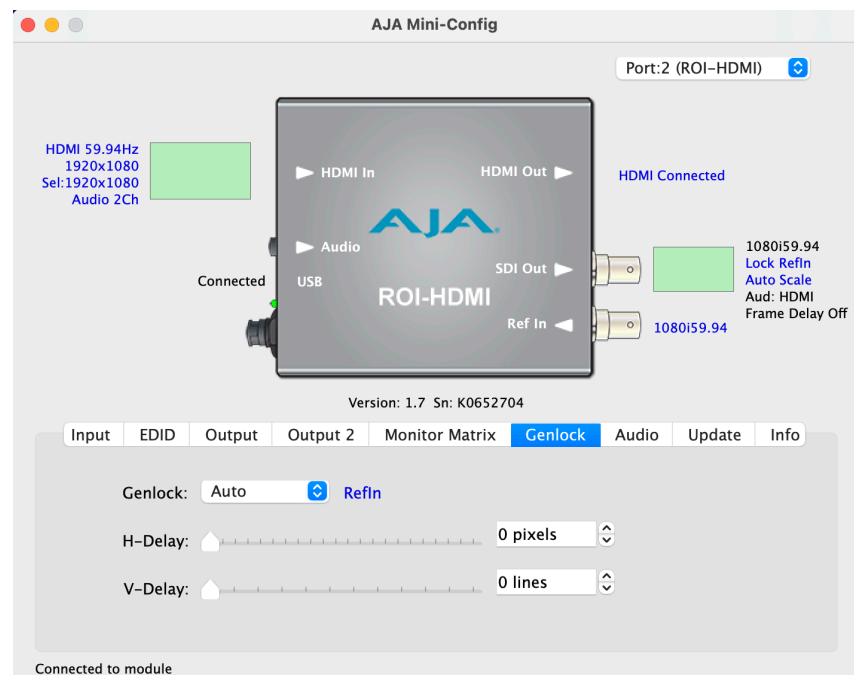 AJA Mini-Config
Port:2 (ROI-HDMI)
HDMI 59.94Hz
1920x1080
Sel:1920x1080
Audio 2Ch
HDMI In
HDMI Out
HDMI Connected
AJA
Audio
Connected
USB
SDI Out
ROI-HDMI
Ref In
1080i59.94
Lock RefIn
Auto Scale
Aud: HDMI
Frame Delay Off
1080i59.94
Version: 1.7 Sn: K0652704
Input EDID Output Output 2 Monitor Matrix Genlock Audio Update Info
Genlock: Auto RefIn
H-Delay: 0 pixels
V-Delay: 0 lines
Connected to module